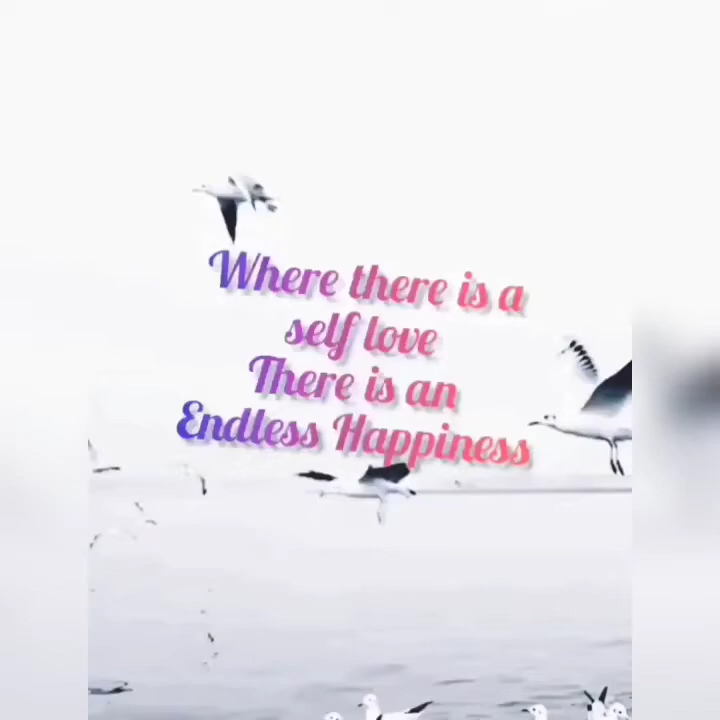 Where there is a
self love
There is an
Endless Happiness